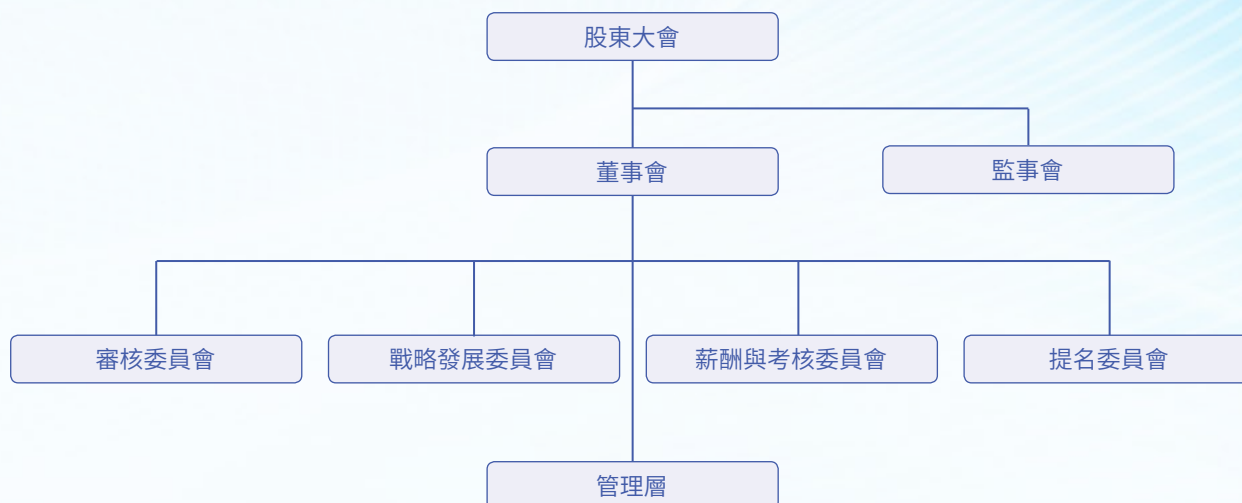 股東大會
董事會
監事會
審核委員會
戰略發展委員會
薪酬與考核委員會
提名委員會
管理層